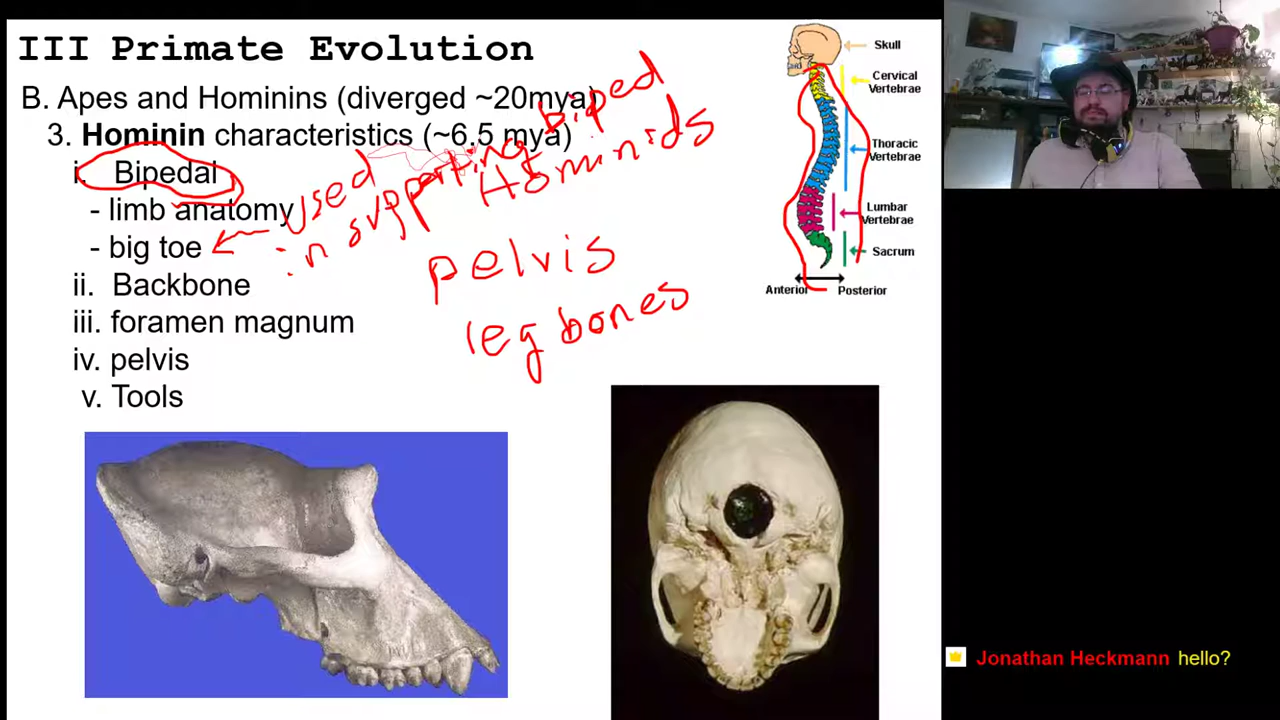 III Primate Evolution
B. Apes and Hominins (diverged ~20mya)
3. Hominin characteristics (~6.5 mya)
i. Bipedal
- limb anatomy
- big toe
ii. Backbone
iii. foramen magnum
iv. pelvis
v. Tools
used
in supporting biped
Hominids
pelvis
leg bones
Skull
Cervical
Vertebrae
Thoracic
Vertebrae
Lumbar
Vertebrae
Sacrum
Anterior
Posterior
Jonathan Heckmann hello?